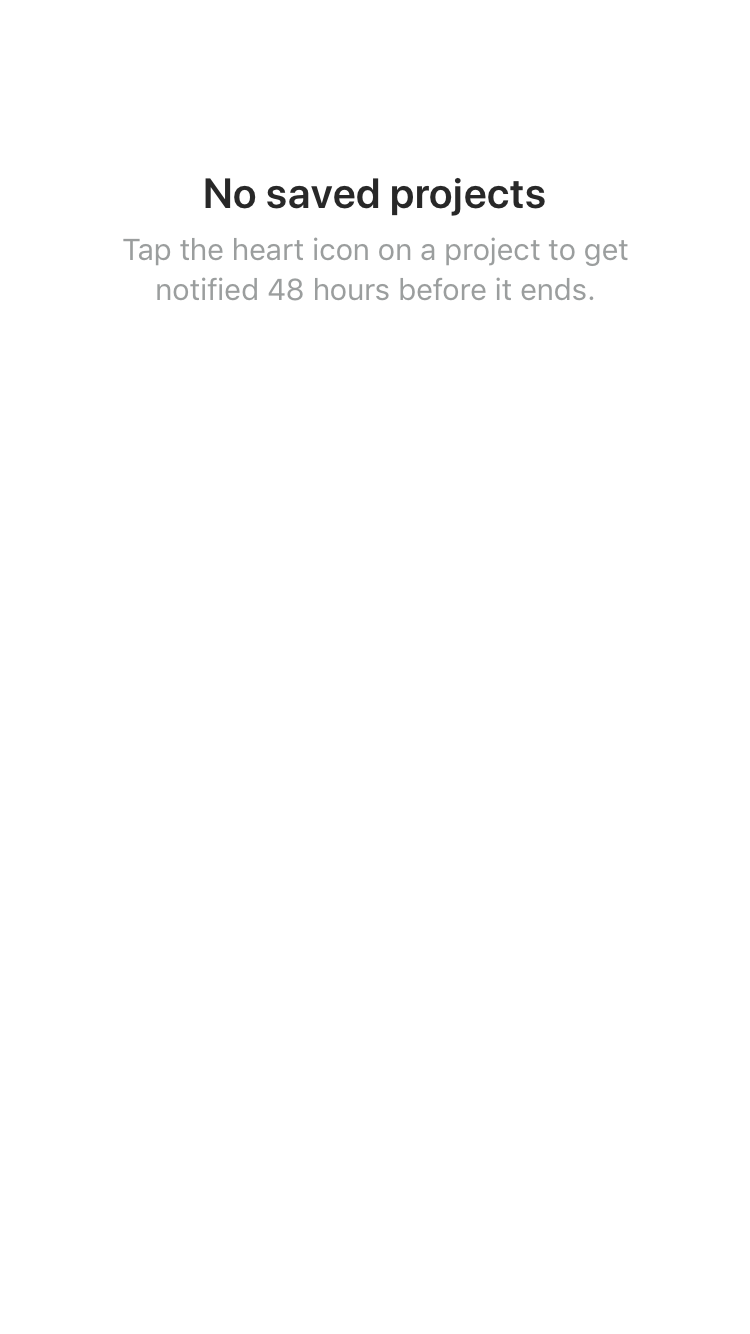 No saved projects
Tap the heart icon on a project to get
notified 48 hours before it ends.